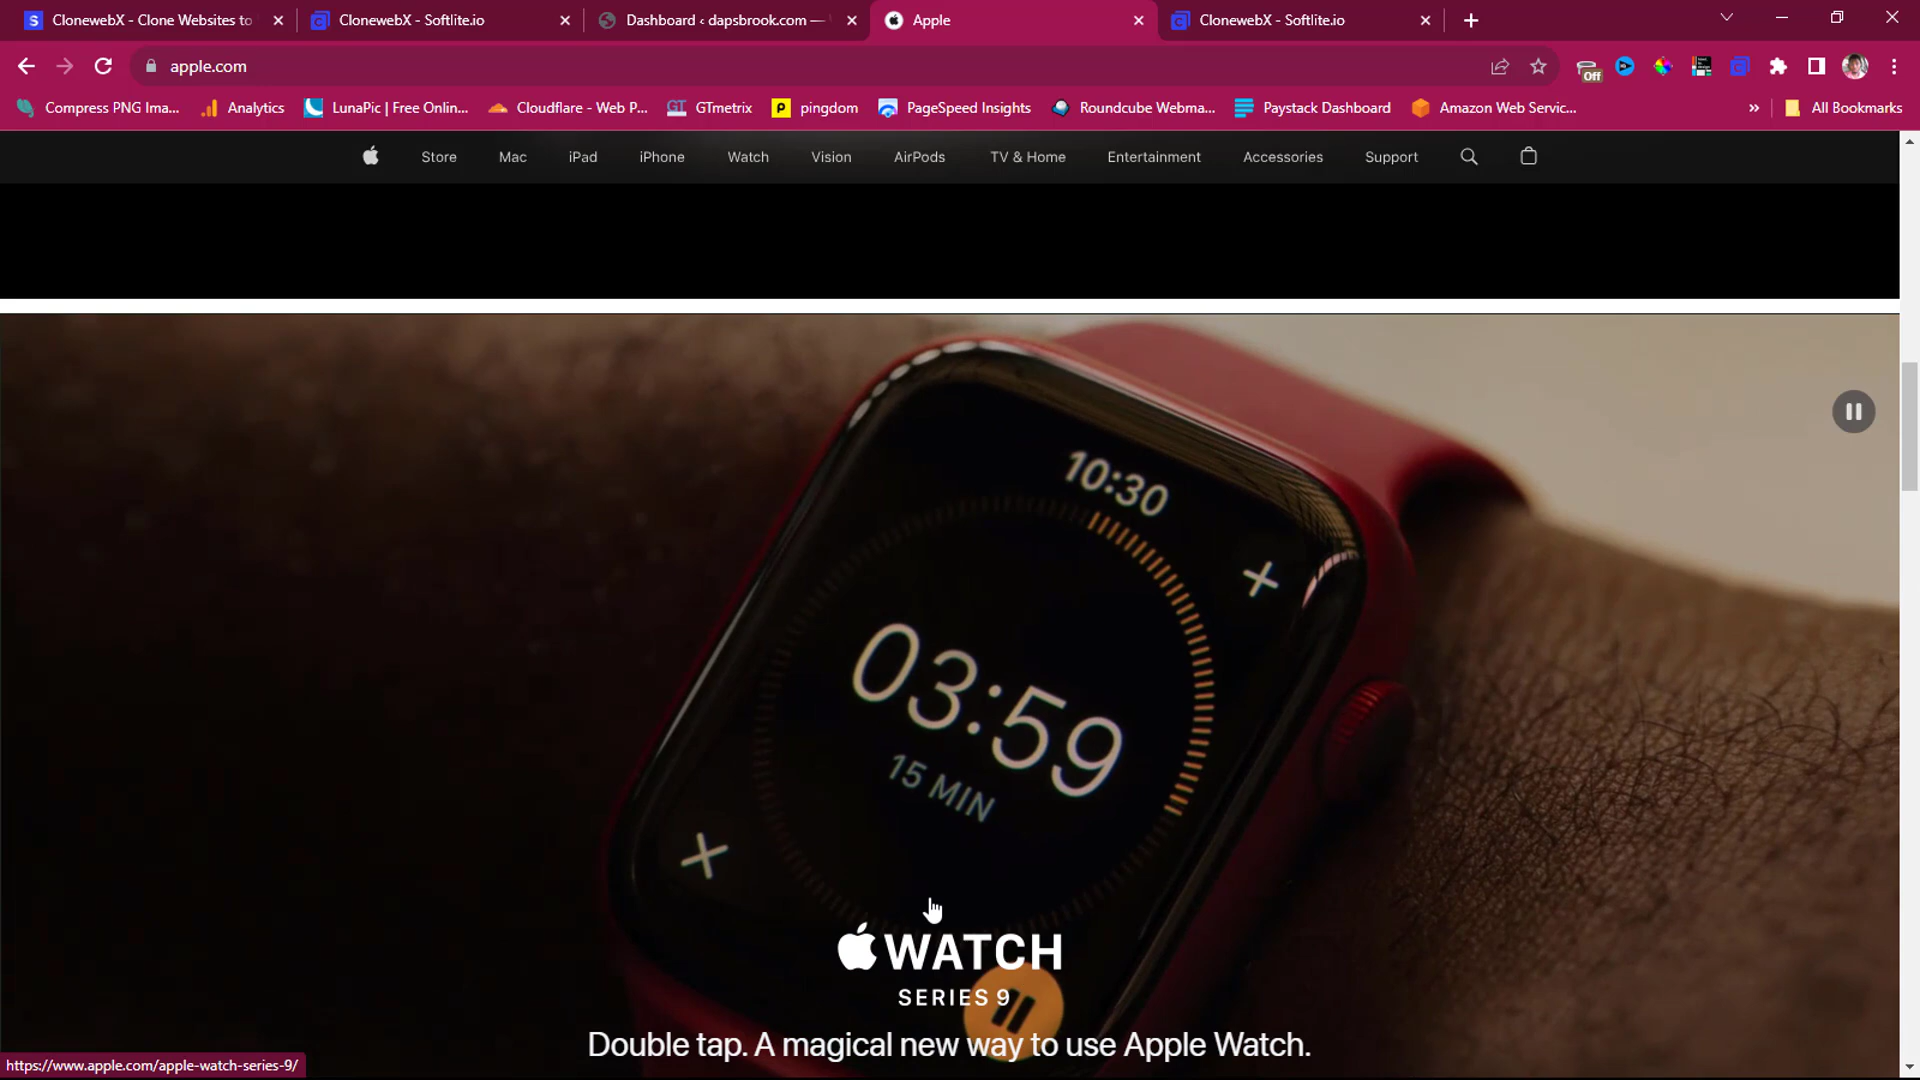 ClonewebX - Clone Websites to
ClonewebX - Softlite.io
Dashboard ‹ dapsbrook.com —
Apple
ClonewebX - Softlite.io
apple.com
Off
Compress PNG Ima...
Analytics
LunaPic | Free Onlin...
Cloudflare - Web P...
GTmetrix
pingdom
PageSpeed Insights
Roundcube Webma...
Paystack Dashboard
Amazon Web Servic...
»
All Bookmarks
Store
Mac
iPad
iPhone
Watch
Vision
AirPods
TV & Home
Entertainment
Accessories
Support
10:30
03:59
15 MIN
WATCH
SERIES 9
Double tap. A magical new way to use Apple Watch.
https://www.apple.com/apple-watch-series-9/